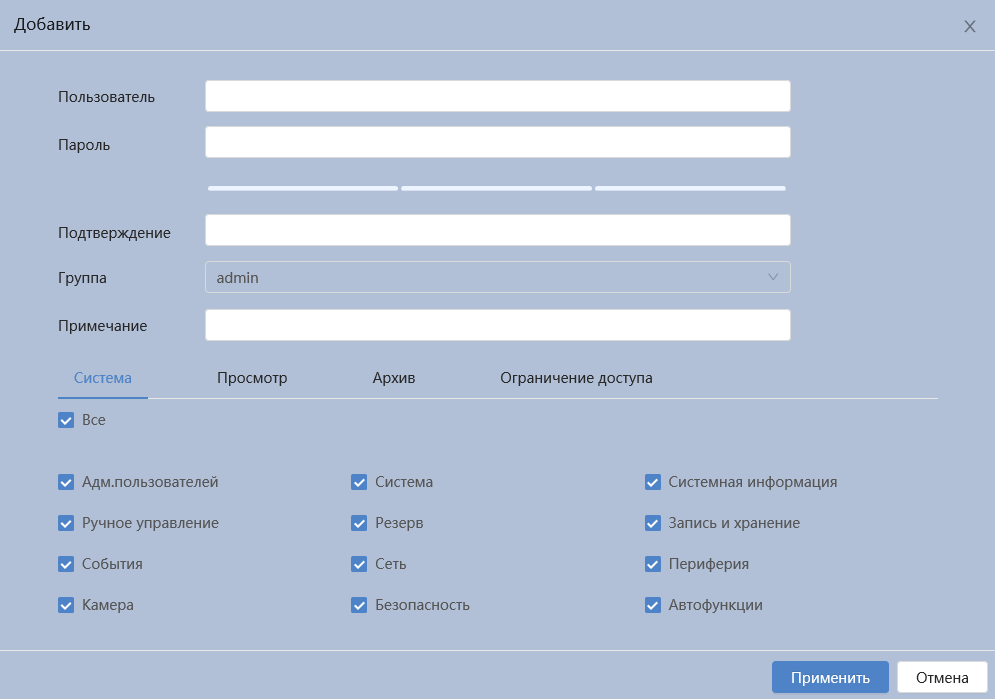 Добавить
Пользователь
Пароль
Подтверждение
Группа admin
Примечание
Система Просмотр Архив Ограничение доступа
Все
Адм.пользователей Система Системная информация
Ручное управление Резерв Запись и хранение
События Сеть Периферия
Камера Безопасность Автофункции
Применить Отмена